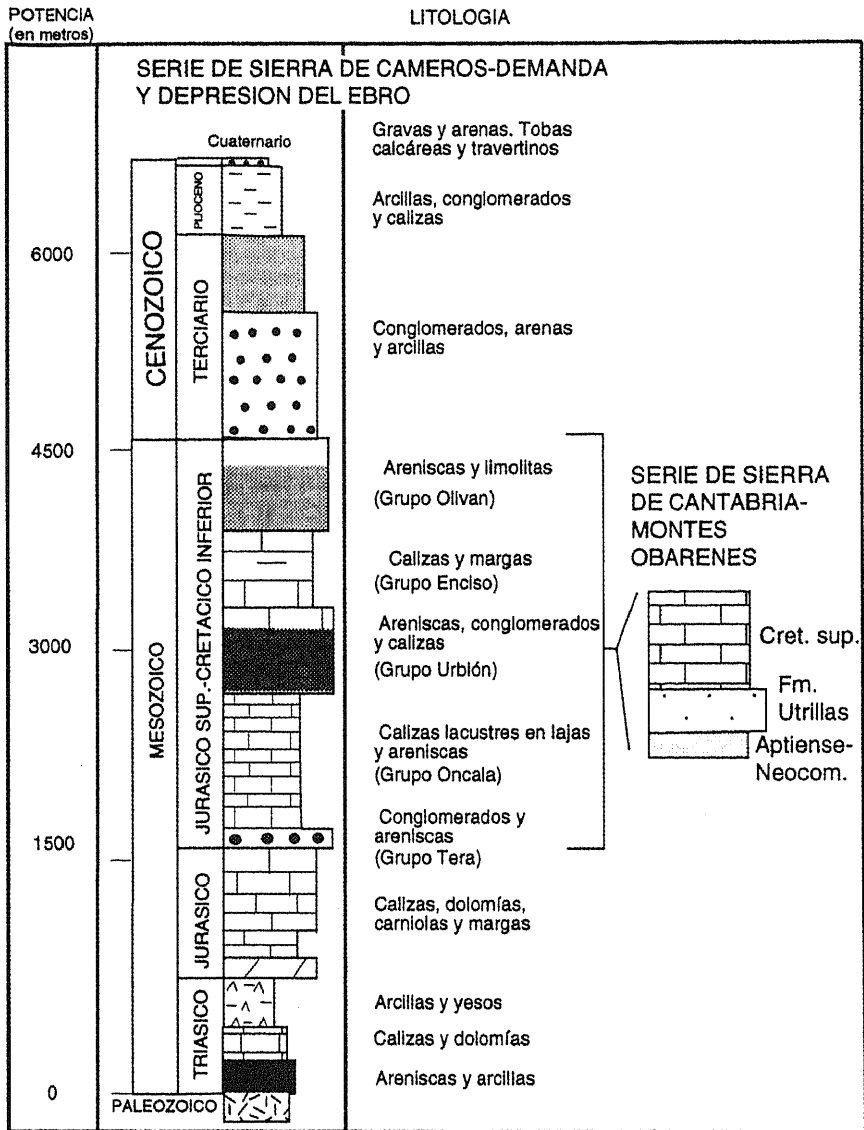 POTENCIA
(en metros)
LITOLOGIA
SERIE DE SIERRA DE CAMEROS-DEMANDA
Y DEPRESION DEL EBRO
Cuaternario
Gravas y arenas. Tobas
calcáreas y travertinos
PLIOCENO
Arcillas, conglomerados
y calizas
6000
CENOZOICO
TERCIARIO
Conglomerados, arenas
y arcillas
4500
MESOZOICO
JURASICO SUP.-CRETACICO INFERIOR
Areniscas y limolitas
(Grupo Olivan)
Calizas y margas
(Grupo Enciso)
3000
Areniscas, conglomerados
y calizas
(Grupo Urbión)
Calizas lacustres en lajas
y areniscas
(Grupo Oncala)
Conglomerados y
areniscas
(Grupo Tera)
SERIE DE SIERRA
DE CANTABRIA-
MONTES
OBARENES
Cret. sup.
Fm.
Utrillas
Aptiense-
Neocom.
1500
JURASICO
Calizas, dolomías,
carniolas y margas
TRIASICO
Arcillas y yesos
Calizas y dolomías
Areniscas y arcillas
0
PALEOZOICO